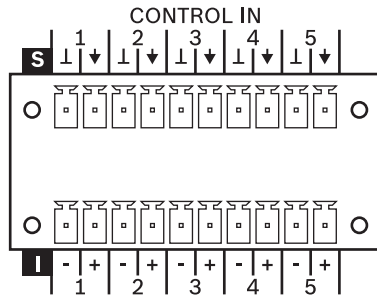 CONTROL IN
1 2 3 4 5
S ⊥ ↓ ⊥ ↓ ⊥ ↓ ⊥ ↓ ⊥ ↓
I - + - + - + - + - +
1 2 3 4 5